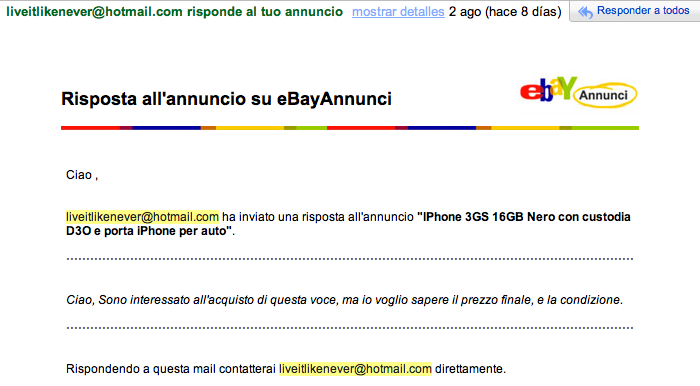 liveitlikenever@hotmail.com risponde al tuo annuncio mostrar detalles 2 ago (hace 8 días) Responder a todos
Risposta all'annuncio su eBayAnnunci
ebaY Annunci
Ciao ,
liveitlikenever@hotmail.com ha inviato una risposta all'annuncio "IPhone 3GS 16GB Nero con custodia
D3O e porta iPhone per auto".
Ciao, Sono interessato all'acquisto di questa voce, ma io voglio sapere il prezzo finale, e la condizione.
Rispondendo a questa mail contatterai liveitlikenever@hotmail.com direttamente.